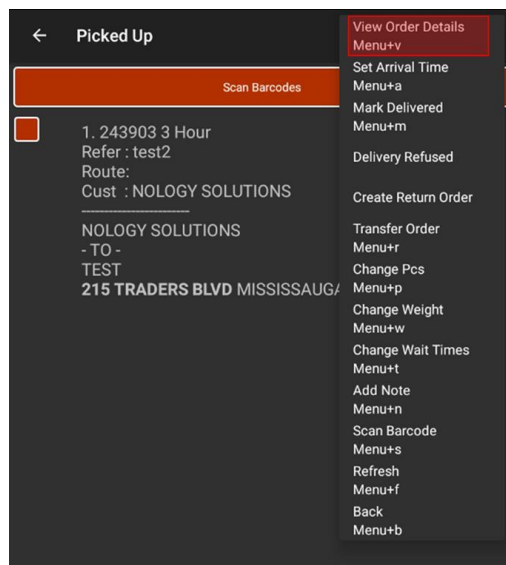 Picked Up
Scan Barcodes
1. 243903 3 Hour
Refer : test2
Route:
Cust : NOLOGY SOLUTIONS
------------------------
NOLOGY SOLUTIONS
- TO -
TEST
215 TRADERS BLVD MISSISSAUGA
View Order Details
Menu+v
Set Arrival Time
Menu+a
Mark Delivered
Menu+m
Delivery Refused
Create Return Order
Transfer Order
Menu+r
Change Pcs
Menu+p
Change Weight
Menu+w
Change Wait Times
Menu+t
Add Note
Menu+n
Scan Barcode
Menu+s
Refresh
Menu+f
Back
Menu+b